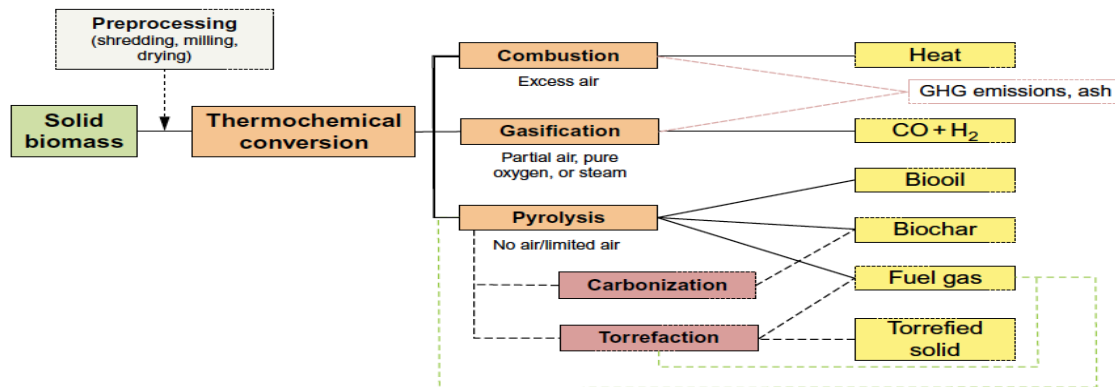 Preprocessing
(shredding, milling,
drying)
Solid
biomass
Thermochemical
conversion
Combustion
Excess air
Gasification
Partial air, pure
oxygen, or steam
Pyrolysis
No air/limited air
Carbonization
Torrefaction
Heat
GHG emissions, ash
CO + H₂
Biooil
Biochar
Fuel gas
Torrefied
solid